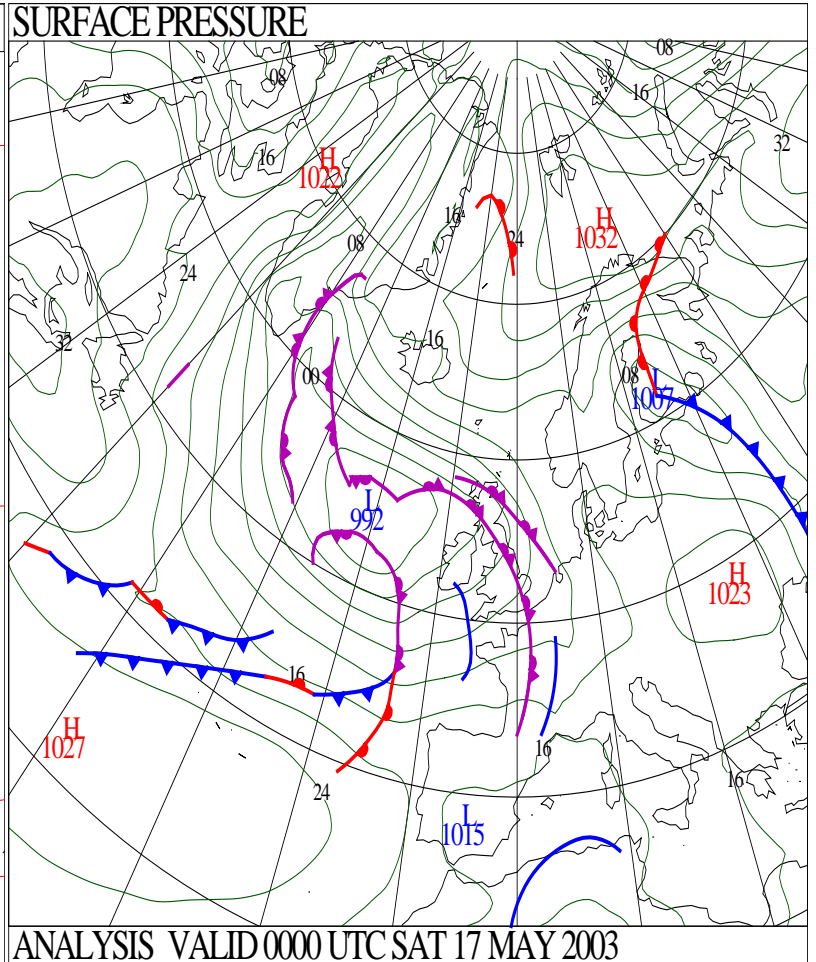 SURFACE PRESSURE
08
08
16
32
16
H
1022
16
H
1032
24
08
24
16
32
00
08
L
1007
L
992
H
1023
16
H
1027
16
16
24
L
1015
ANALYSIS VALID 0000 UTC SAT 17 MAY 2003